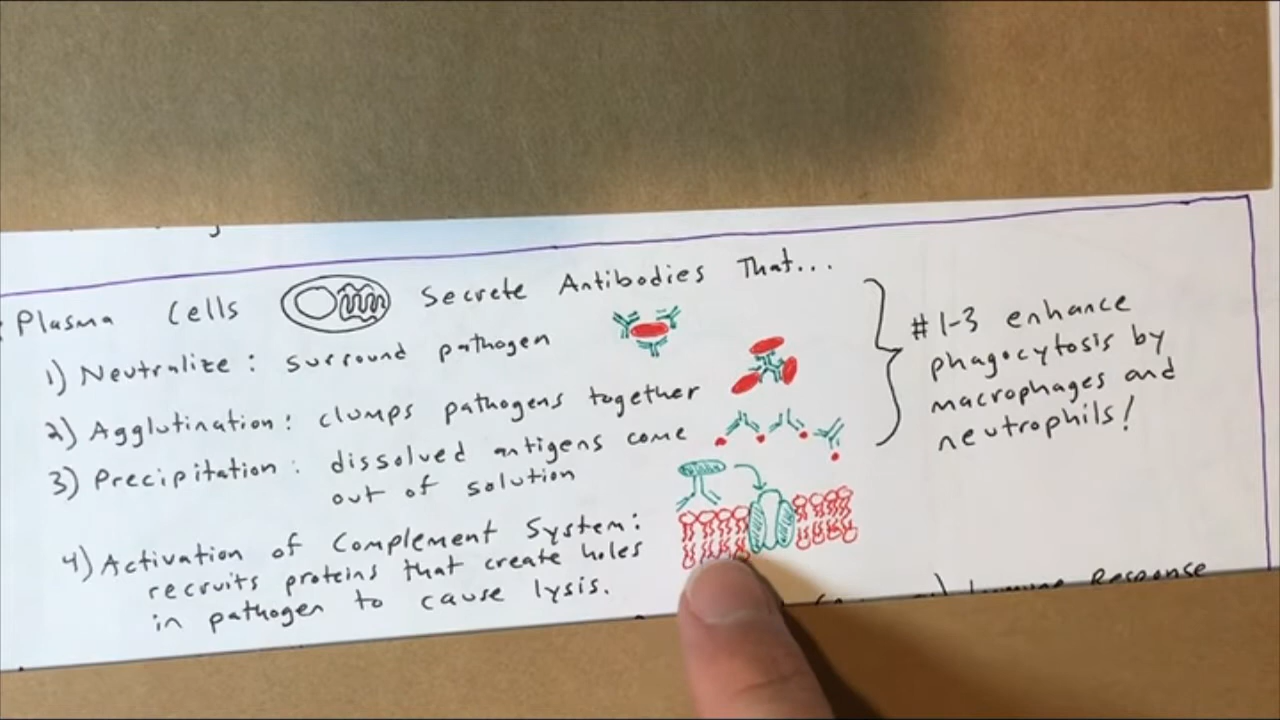 Plasma Cells Secrete Antibodies That...
1) Neutralize: surround pathogen
2) Agglutination: clumps pathogens together
3) Precipitation: dissolved antigens come
out of solution
4) Activation of Complement System:
recruits proteins that create holes
in pathogen to cause lysis.
#1-3 enhance
phagocytosis by
macrophages and
neutrophils!
Immune Response